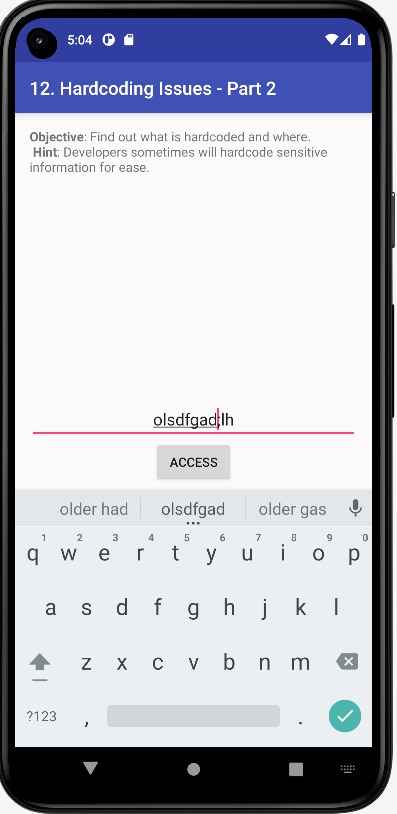 5:04
12. Hardcoding Issues - Part 2
Objective: Find out what is hardcoded and where.
Hint: Developers sometimes will hardcode sensitive
information for ease.
olsdfgad;lh
ACCESS
older had olsdfgad older gas
1 2 3 4 5 6 7 8 9 0
q w e r t y u i o p
a s d f g h j k l
z x c v b n m
?123 , .